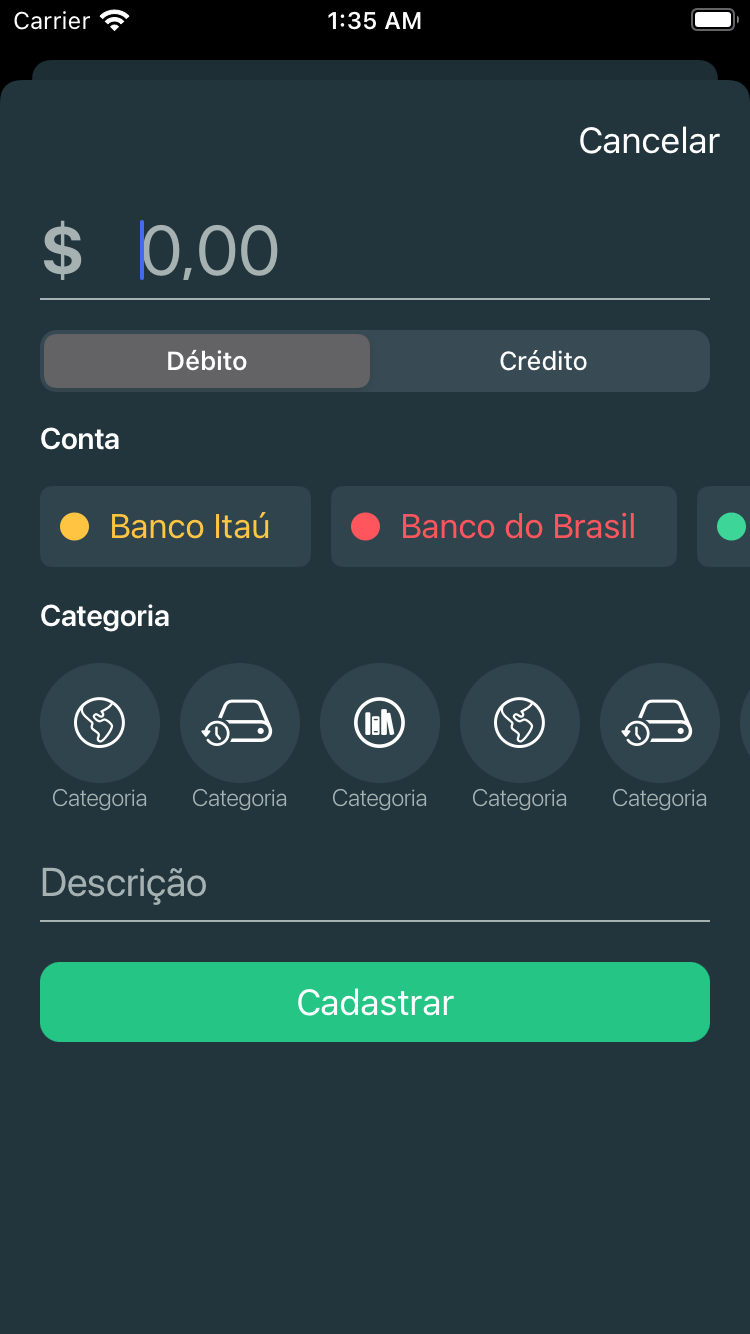 Carrier 1:35 AM
Cancelar
$ 0,00
Débito Crédito
Conta
Banco Itaú Banco do Brasil
Categoria
Categoria Categoria Categoria Categoria Categoria
Descrição
Cadastrar